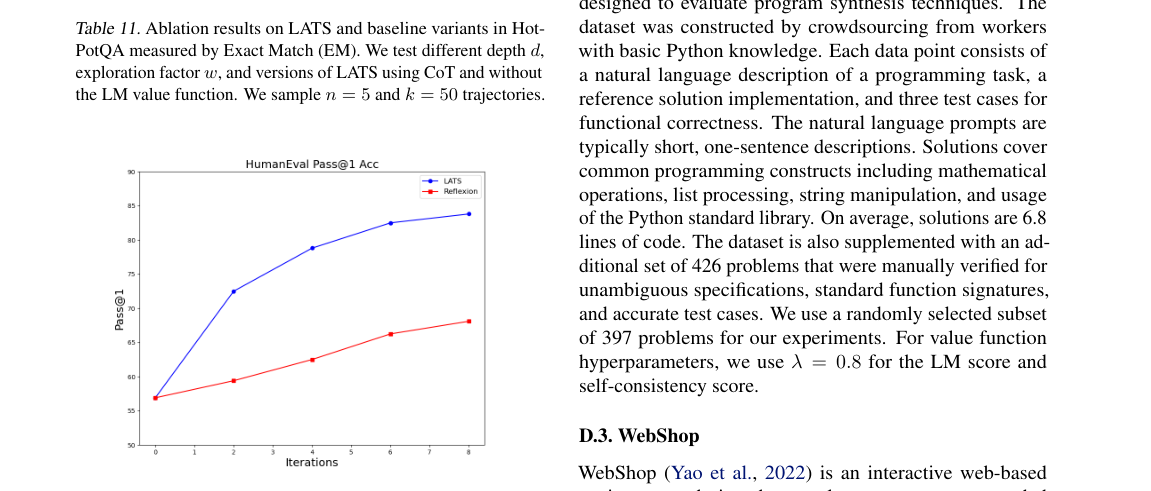 Table 11. Ablation results on LATS and baseline variants in Hot-
PotQA measured by Exact Match (EM). We test different depth d,
exploration factor w, and versions of LATS using CoT and without
the LM value function. We sample n = 5 and k = 50 trajectories.
HumanEval Pass@1 Acc
LATS
Reflexion
90
85
80
75
70
65
60
55
50
Pass@1
0 1 2 3 4 5 6 7 8
Iterations
designed to evaluate program synthesis techniques. The
dataset was constructed by crowdsourcing from workers
with basic Python knowledge. Each data point consists of
a natural language description of a programming task, a
reference solution implementation, and three test cases for
functional correctness. The natural language prompts are
typically short, one-sentence descriptions. Solutions cover
common programming constructs including mathematical
operations, list processing, string manipulation, and usage
of the Python standard library. On average, solutions are 6.8
lines of code. The dataset is also supplemented with an ad-
ditional set of 426 problems that were manually verified for
unambiguous specifications, standard function signatures,
and accurate test cases. We use a randomly selected subset
of 397 problems for our experiments. For value function
hyperparameters, we use λ = 0.8 for the LM score and
self-consistency score.
D.3. WebShop
WebShop (Yao et al., 2022) is an interactive web-based